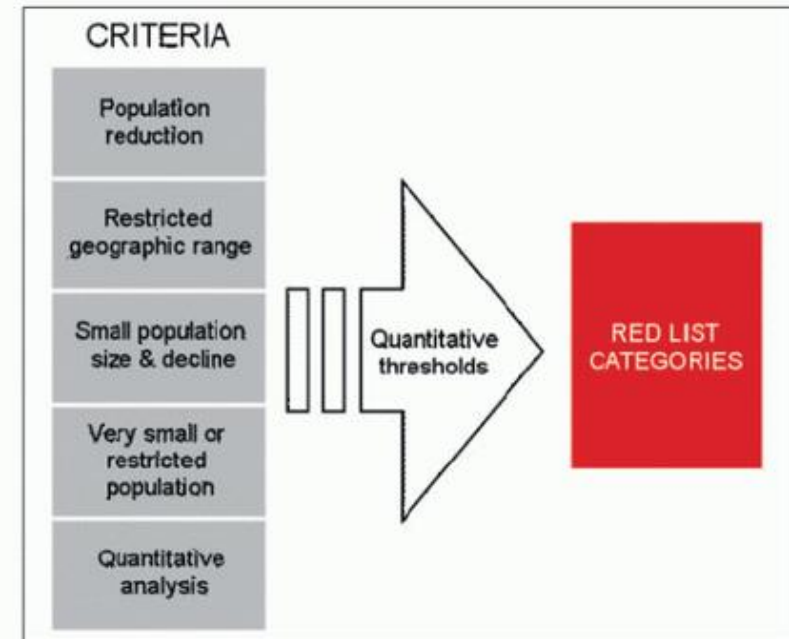 CRITERIA
Population
reduction
Restricted
geographic range
Small population
size & decline
Very small or
restricted
population
Quantitative
analysis
Quantitative
thresholds
RED LIST
CATEGORIES